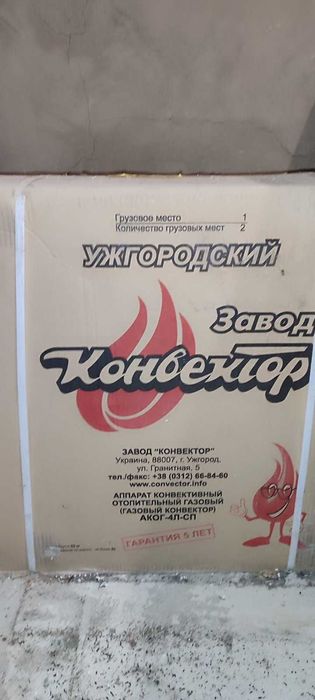 Грузовое место 1
Количество грузовых мест 2
УЖГОРОДСКИЙ
Завод
Конвектор
ЗАВОД "КОНВЕКТОР"
Украина, 88007, г. Ужгород,
ул. Гранитная, 5
тел./факс: +38 (0312) 66-84-60
www.convector.info
АППАРАТ КОНВЕКТИВНЫЙ
ОТОПИТЕЛЬНЫЙ ГАЗОВЫЙ
(ГАЗОВЫЙ КОНВЕКТОР)
АКОГ-4Л-СП
ГАРАНТИЯ 5 ЛЕТ